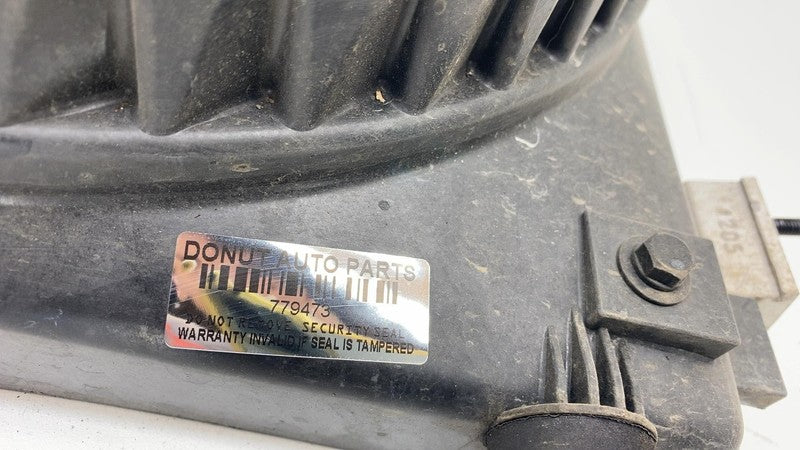 DONUT AUTO PARTS
779473
DO NOT REMOVE SECURITY SEAL
WARRANTY INVALID IF SEAL IS TAMPERED